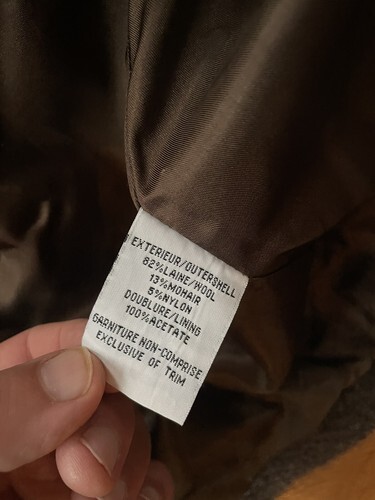 EXTERIEUR/OUTERSHELL
82%LAINE/WOOL
13%MOHAIR
5%NYLON
DOUBLURE/LINING
100%ACETATE
GARNITURE NON-COMPRISE
EXCLUSIVE OF TRIM